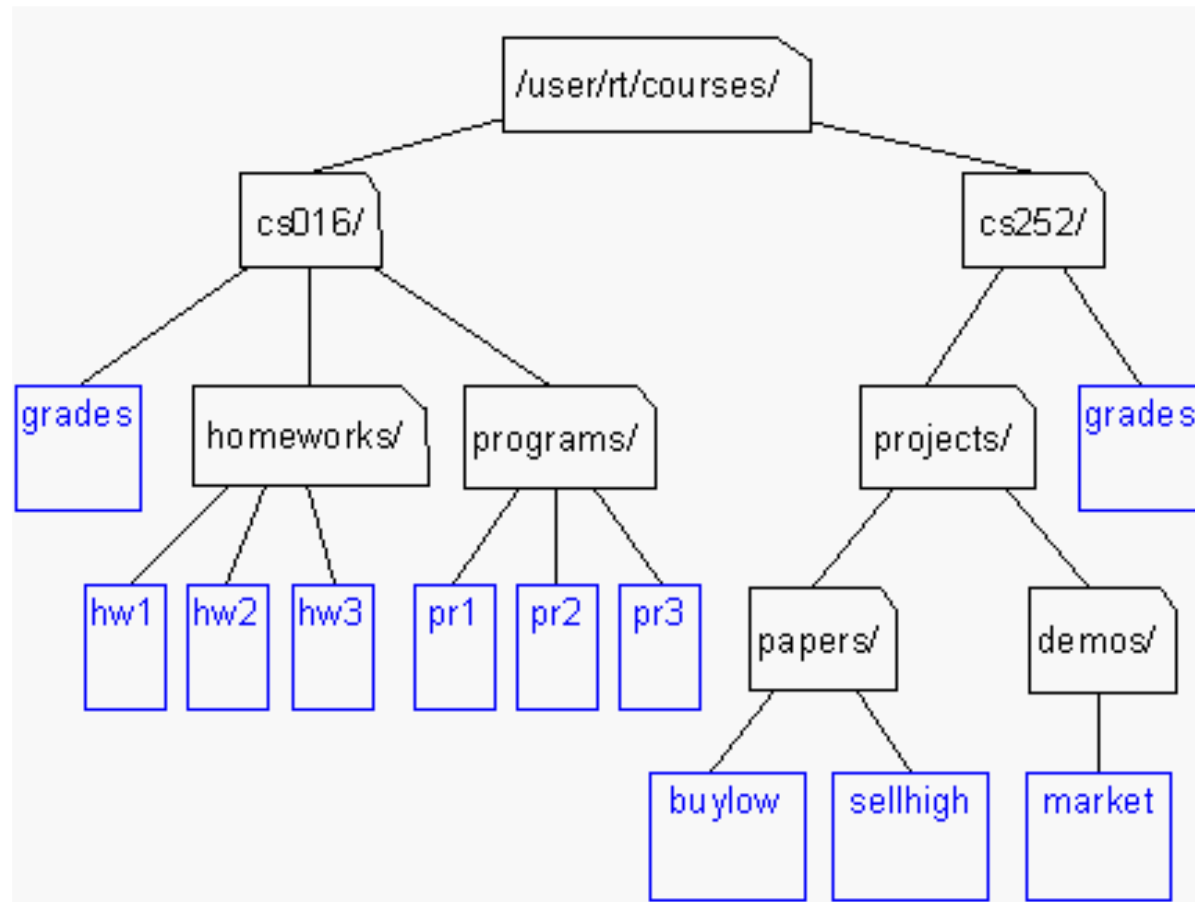 /user/rt/courses/
cs016/
cs252/
grades
homeworks/
programs/
projects/
grades
hw1
hw2
hw3
pr1
pr2
pr3
papers/
demos/
buylow
sellhigh
market